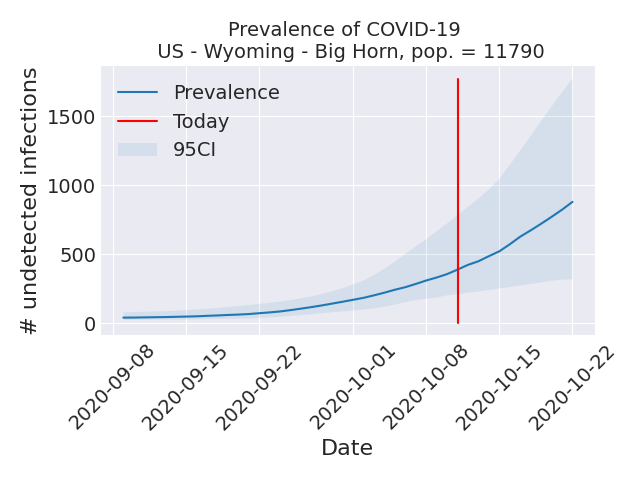 Prevalence of COVID-19
US - Wyoming - Big Horn, pop. = 11790
# undetected infections
1500
1000
500
0
Prevalence
Today
95CI
2020-09-08
2020-09-15
2020-09-22
2020-10-01
2020-10-08
2020-10-15
2020-10-22
Date